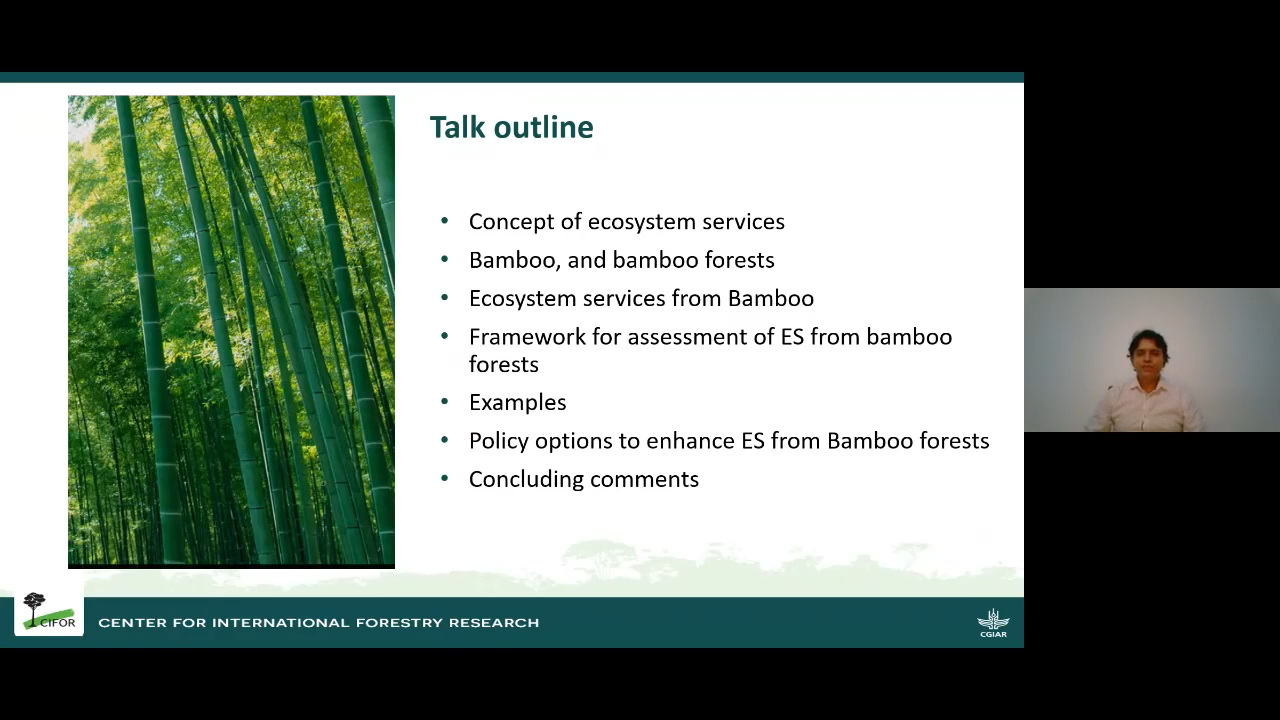 Talk outline
• Concept of ecosystem services
• Bamboo, and bamboo forests
• Ecosystem services from Bamboo
• Framework for assessment of ES from bamboo
forests
• Examples
• Policy options to enhance ES from Bamboo forests
• Concluding comments
CIFOR
CENTER FOR INTERNATIONAL FORESTRY RESEARCH
CGIAR